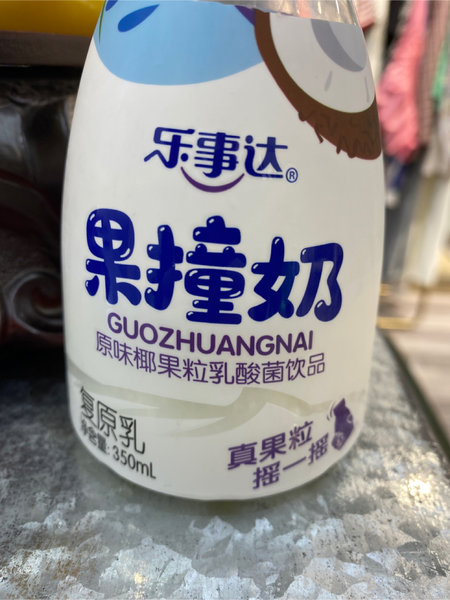 乐事达®
果撞奶
GUOZHUANGNAI
原味椰果粒乳酸菌饮品
复原乳
净含量: 350mL
真果粒
摇一摇